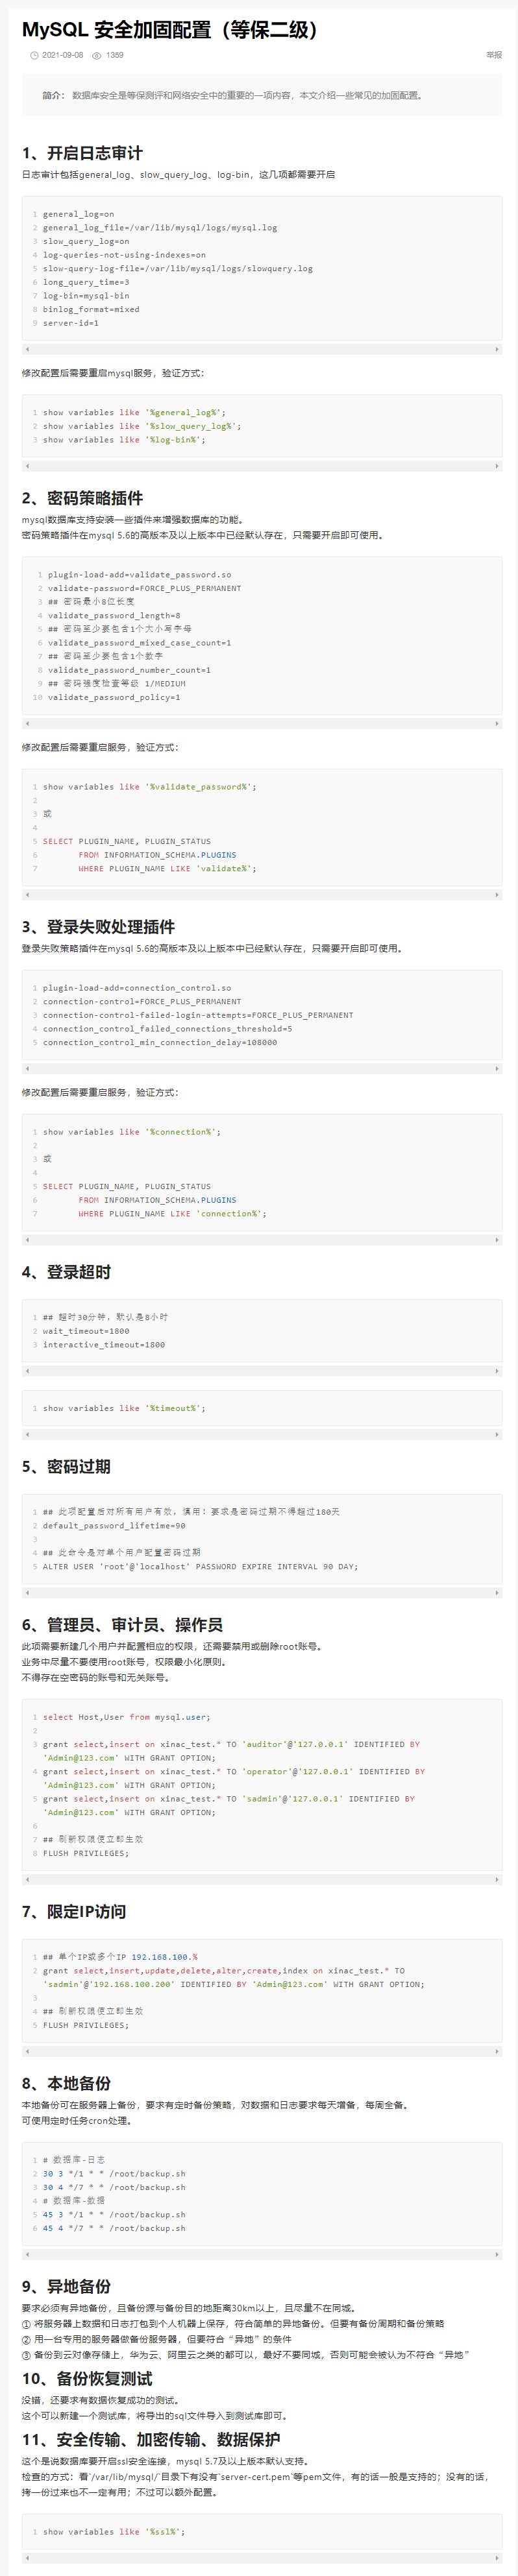 MySQL 安全加固配置（等保二级）
2021-09-08 1359 举报
简介： 数据库安全是等保测评和网络安全中的重要的一项内容，本文介绍一些常见的加固配置。
1、开启日志审计
日志审计包括general_log、slow_query_log、log-bin，这几项都需要开启
1 general_log=on
2 general_log_file=/var/lib/mysql/logs/mysql.log
3 slow_query_log=on
4 log-queries-not-using-indexes=on
5 slow-query-log-file=/var/lib/mysql/logs/slowquery.log
6 long_query_time=3
7 log-bin=mysql-bin
8 binlog_format=mixed
9 server-id=1
修改配置后需要重启mysql服务，验证方式：
1 show variables like '%general_log%';
2 show variables like '%slow_query_log%';
3 show variables like '%log-bin%';
2、密码策略插件
mysql数据库支持安装一些插件来增强数据库的功能。
密码策略插件在mysql 5.6的高版本及以上版本中已经默认存在，只需要开启即可使用。
1 plugin-load-add=validate_password.so
2 validate-password=FORCE_PLUS_PERMANENT
3 ## 密码最小8位长度
4 validate_password_length=8
5 ## 密码至少要包含1个大小写字母
6 validate_password_mixed_case_count=1
7 ## 密码至少要包含1个数字
8 validate_password_number_count=1
9 ## 密码强度检查等级 1/MEDIUM
10 validate_password_policy=1
修改配置后需要重启服务，验证方式：
1 show variables like '%validate_password%';
2
3 或
4
5 SELECT PLUGIN_NAME, PLUGIN_STATUS
6 FROM INFORMATION_SCHEMA.PLUGINS
7 WHERE PLUGIN_NAME LIKE 'validate%';
3、登录失败处理插件
登录失败策略插件在mysql 5.6的高版本及以上版本中已经默认存在，只需要开启即可使用。
1 plugin-load-add=connection_control.so
2 connection-control=FORCE_PLUS_PERMANENT
3 connection-control-failed-login-attempts=FORCE_PLUS_PERMANENT
4 connection_control_failed_connections_threshold=5
5 connection_control_min_connection_delay=108000
修改配置后需要重启服务，验证方式：
1 show variables like '%connection%';
2
3 或
4
5 SELECT PLUGIN_NAME, PLUGIN_STATUS
6 FROM INFORMATION_SCHEMA.PLUGINS
7 WHERE PLUGIN_NAME LIKE 'connection%';
4、登录超时
1 ## 超时30分钟，默认是8小时
2 wait_timeout=1800
3 interactive_timeout=1800
1 show variables like '%timeout%';
5、密码过期
1 ## 此项配置后对所有用户有效，慎用！要求是密码过期不得超过180天
2 default_password_lifetime=90
3
4 ## 此命令是对单个用户配置密码过期
5 ALTER USER 'root'@'localhost' PASSWORD EXPIRE INTERVAL 90 DAY;
6、管理员、审计员、操作员
此项需要新建几个用户并配置相应的权限，还需要禁用或删除root账号。
业务中尽量不要使用root账号，权限最小化原则。
不得存在空密码的账号和无关账号。
1 select Host,User from mysql.user;
2
3 grant select,insert on xinac_test.* TO 'auditor'@'127.0.0.1' IDENTIFIED BY
'Admin@123.com' WITH GRANT OPTION;
4 grant select,insert on xinac_test.* TO 'operator'@'127.0.0.1' IDENTIFIED BY
'Admin@123.com' WITH GRANT OPTION;
5 grant select,insert on xinac_test.* TO 'sadmin'@'127.0.0.1' IDENTIFIED BY
'Admin@123.com' WITH GRANT OPTION;
6
7 ## 刷新权限使立即生效
8 FLUSH PRIVILEGES;
7、限定IP访问
1 ## 单个IP或多个IP 192.168.100.%
2 grant select,insert,update,delete,alter,create,index on xinac_test.* TO
'sadmin'@'192.168.100.200' IDENTIFIED BY 'Admin@123.com' WITH GRANT OPTION;
3
4 ## 刷新权限使立即生效
5 FLUSH PRIVILEGES;
8、本地备份
本地备份可在服务器上备份，要求有定时备份策略，对数据和日志要求每天增备，每周全备。
可使用定时任务cron处理。
1 # 数据库-日志
2 30 3 */1 * * /root/backup.sh
3 30 4 */7 * * /root/backup.sh
4 # 数据库-数据
5 45 3 */1 * * /root/backup.sh
6 45 4 */7 * * /root/backup.sh
9、异地备份
要求必须有异地备份，且备份源与备份目的地距离30km以上，且尽量不在同城。
① 将服务器上数据和日志打包到个人机器上保存，符合简单的异地备份。但要有备份周期和备份策略
② 用一台专用的服务器做备份服务器，但要符合“异地”的条件
③ 备份到云对像存储上，华为云、阿里云之类的都可以，最好不要同城，否则可能会被认为不符合“异地”
10、备份恢复测试
没错，还要求有数据恢复成功的测试。
这个可以新建一个测试库，将导出的sql文件导入到测试库即可。
11、安全传输、加密传输、数据保护
这个是说数据库要开启ssl安全连接，mysql 5.7及以上版本默认支持。
检查的方式：看`/var/lib/mysql/`目录下有没有`server-cert.pem`等pem文件，有的话一般是支持的；没有的话，
拷一份过来也不一定有用；不过可以额外配置。
1 show variables like '%ssl%';